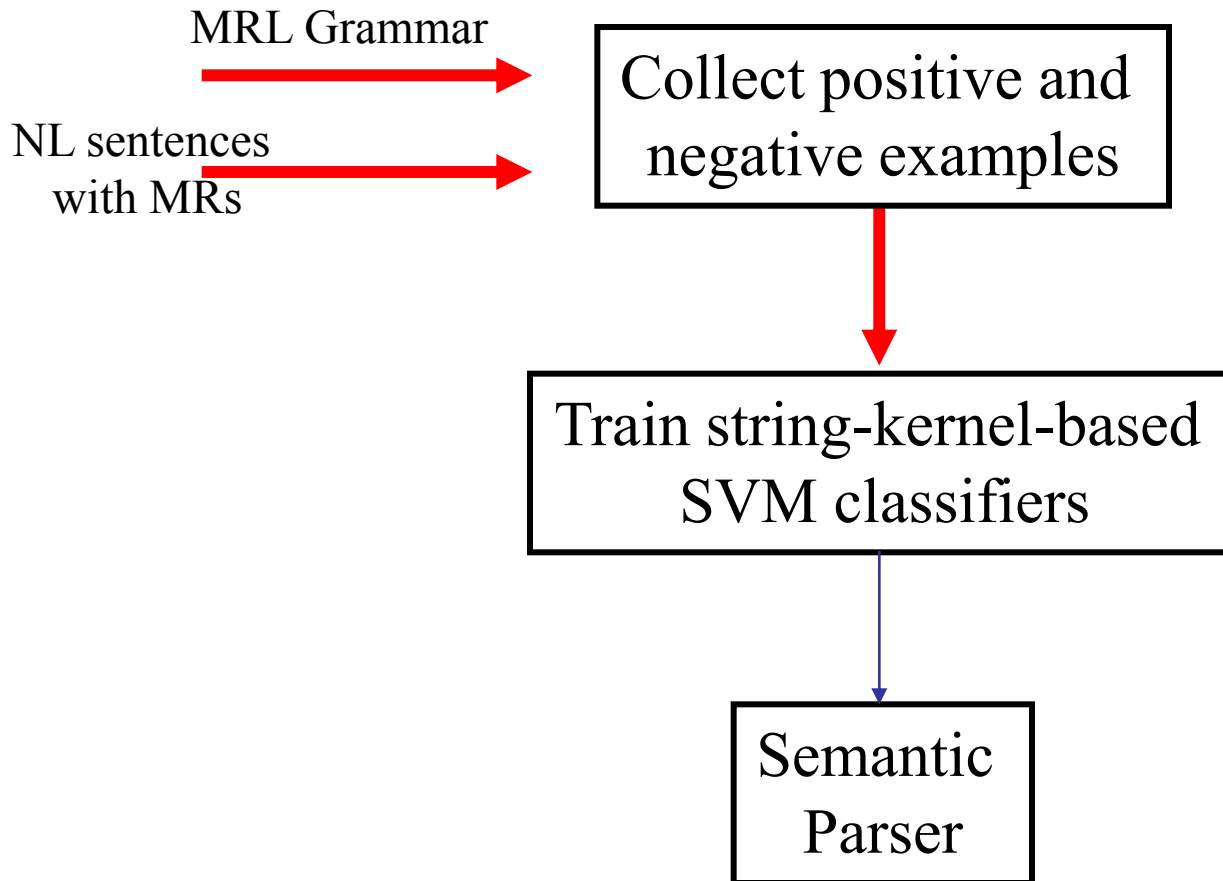 MRL Grammar
NL sentences
with MRs
Collect positive and
negative examples
Train string-kernel-based
SVM classifiers
Semantic
Parser